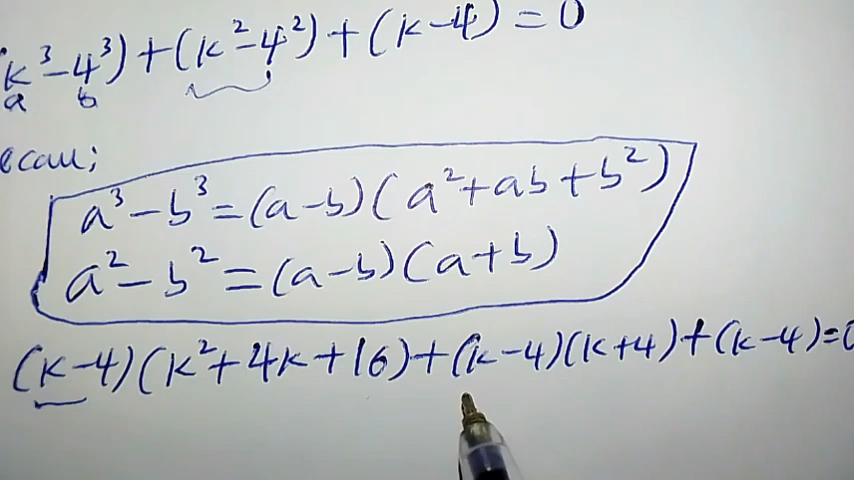 k³-4³)+(k²-4²)+(k-4)=0
a b
ecall;
a³-b³=(a-b)(a²+ab+b²)
a²-b²=(a-b)(a+b)
(k-4)(k²+4k+16)+(k-4)(k+4)+(k-4)=0